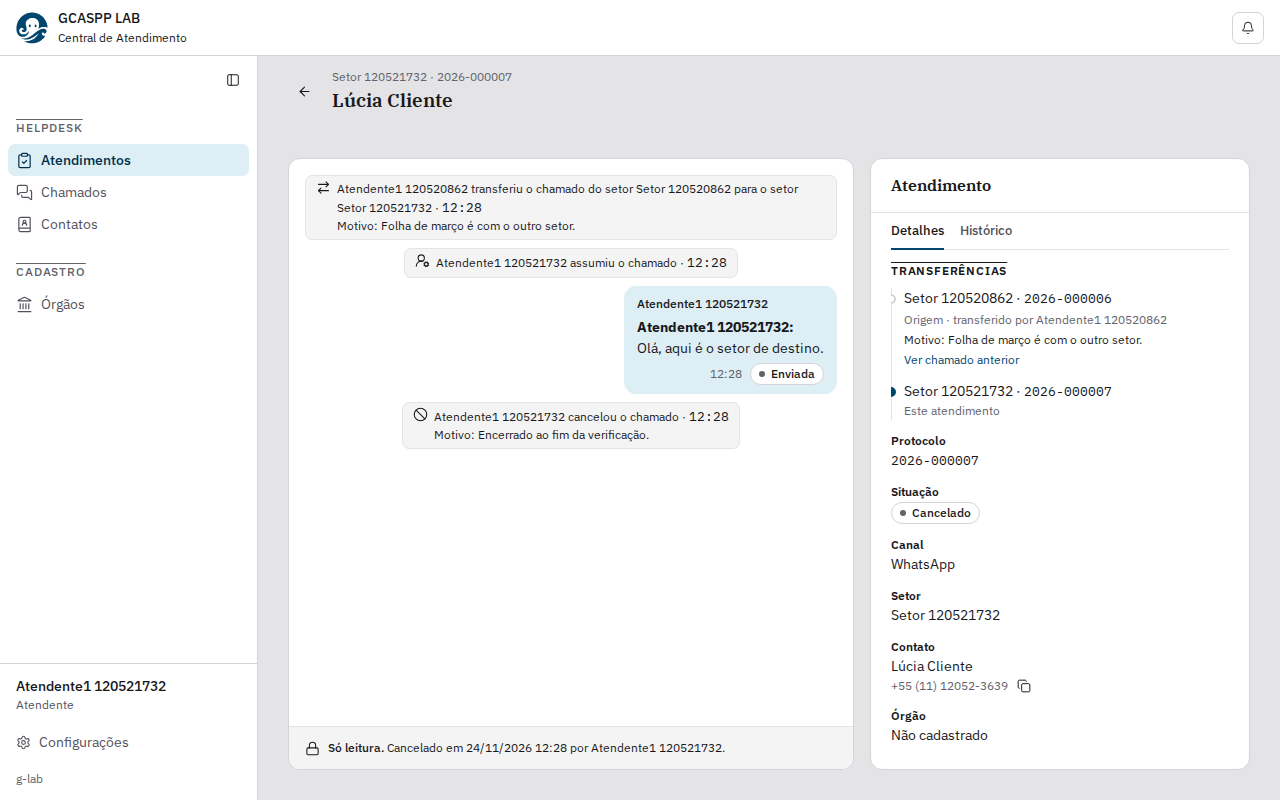 GCASPP LAB
Central de Atendimento
HELPDESK
Atendimentos
Chamados
Contatos
CADASTRO
Órgãos
Atendente1 120521732
Atendente
Configurações
g-lab
Setor 120521732 · 2026-000007
Lúcia Cliente
Atendente1 120520862 transferiu o chamado do setor Setor 120520862 para o setor
Setor 120521732 · 12:28
Motivo: Folha de março é com o outro setor.
Atendente1 120521732 assumiu o chamado · 12:28
Atendente1 120521732
Atendente1 120521732:
Olá, aqui é o setor de destino.
12:28 Enviada
Atendente1 120521732 cancelou o chamado · 12:28
Motivo: Encerrado ao fim da verificação.
Só leitura. Cancelado em 24/11/2026 12:28 por Atendente1 120521732.
Atendimento
Detalhes Histórico
TRANSFERÊNCIAS
Setor 120520862 · 2026-000006
Origem · transferido por Atendente1 120520862
Motivo: Folha de março é com o outro setor.
Ver chamado anterior
Setor 120521732 · 2026-000007
Este atendimento
Protocolo
2026-000007
Situação
Cancelado
Canal
WhatsApp
Setor
Setor 120521732
Contato
Lúcia Cliente
+55 (11) 12052-3639
Órgão
Não cadastrado